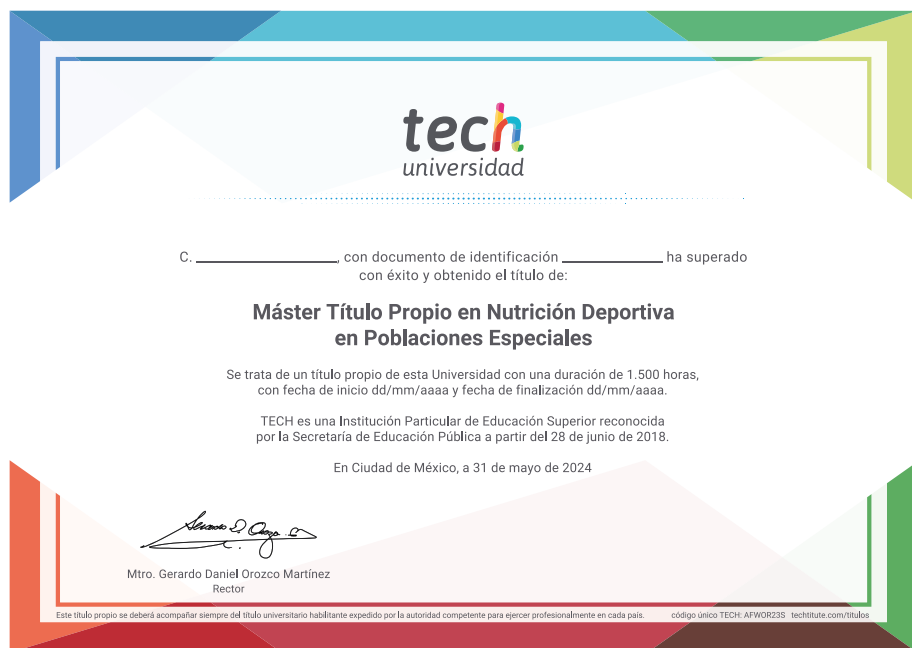 tech
universidad
C. ____________, con documento de identificación ____________ ha superado
con éxito y obtenido el título de:
Máster Título Propio en Nutrición Deportiva
en Poblaciones Especiales
Se trata de un título propio de esta Universidad con una duración de 1.500 horas,
con fecha de inicio dd/mm/aaaa y fecha de finalización dd/mm/aaaa.
TECH es una Institución Particular de Educación Superior reconocida
por la Secretaría de Educación Pública a partir del 28 de junio de 2018.
En Ciudad de México, a 31 de mayo de 2024
Mtro. Gerardo Daniel Orozco Martínez
Rector
Este título propio se deberá acompañar siempre del título universitario habilitante expedido por la autoridad competente para ejercer profesionalmente en cada país. código único TECH: AFWOR23S techtitute.com/titulos